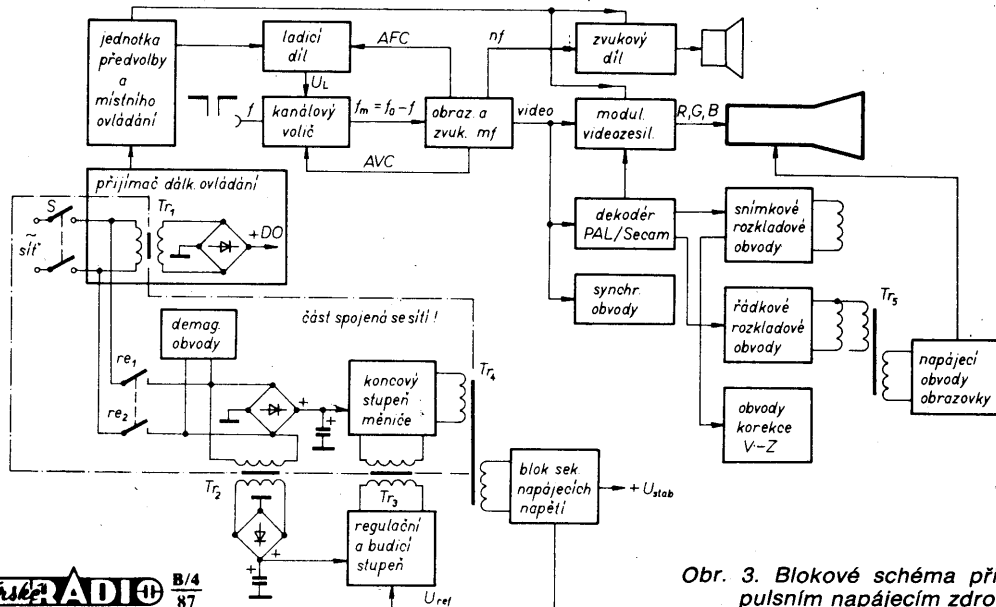 jednotka
předvolby
a
místního
ovládání
ladicí
díl
AFC
nf
zvukový
díl
U_L
f
kanálový
volič
f_m = f_o - f
obraz. a
zvuk. mf
video
modul.
videozesil.
R, G, B
AVC
přijímač dálk. ovládání
S
~
síť
Tr_1
+ DO
dekodér
PAL/Secam
snímkové
rozkladové
obvody
synchr.
obvody
řádkové
rozkladové
obvody
Tr_5
napájecí
obvody
obrazovky
obvody
korekce
V-Z
část spojená se sítí !
demag.
obvody
re_1
re_2
+
+
koncový
stupeň
měniče
Tr_4
Tr_2
Tr_3
+
+
regulační
a budicí
stupeň
blok sek.
napájecích
napětí
+ U_stab
U_ref
RADIO B/4
87
Obr. 3. Blokové schéma při
pulsním napájecím zdro